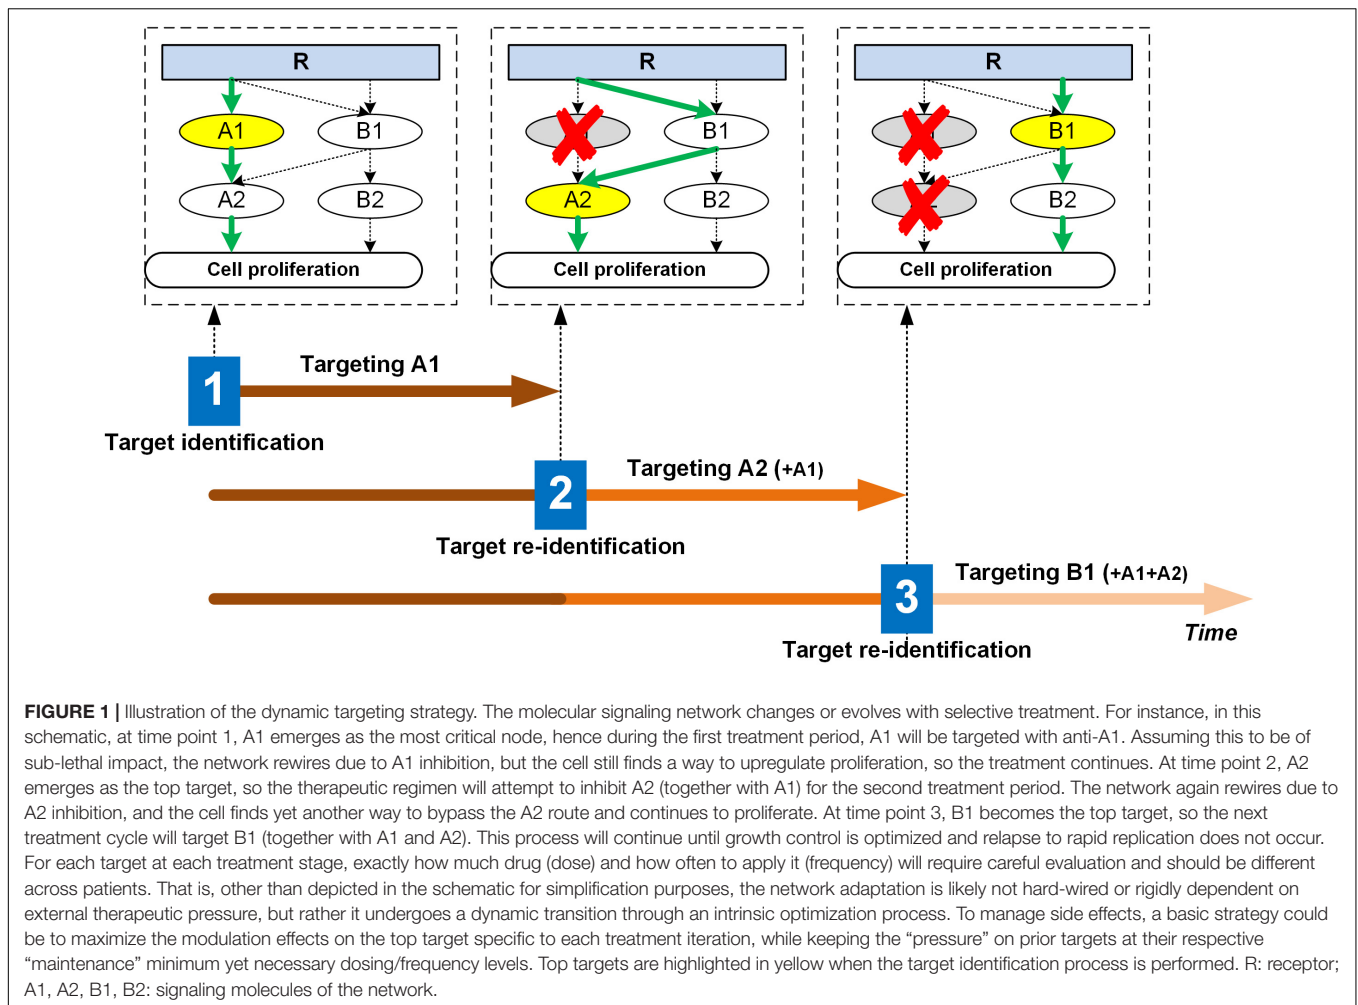 R
R
R
A1
B1
B1
B1
A2
B2
A2
B2
B2
Cell proliferation
Cell proliferation
Cell proliferation
1
Targeting A1
Target identification
2
Targeting A2 (+A1)
Target re-identification
3
Targeting B1 (+A1+A2)
Time
Target re-identification
FIGURE 1 | Illustration of the dynamic targeting strategy. The molecular signaling network changes or evolves with selective treatment. For instance, in this
schematic, at time point 1, A1 emerges as the most critical node, hence during the first treatment period, A1 will be targeted with anti-A1. Assuming this to be of
sub-lethal impact, the network rewires due to A1 inhibition, but the cell still finds a way to upregulate proliferation, so the treatment continues. At time point 2, A2
emerges as the top target, so the therapeutic regimen will attempt to inhibit A2 (together with A1) for the second treatment period. The network again rewires due to
A2 inhibition, and the cell finds yet another way to bypass the A2 route and continues to proliferate. At time point 3, B1 becomes the top target, so the next
treatment cycle will target B1 (together with A1 and A2). This process will continue until growth control is optimized and relapse to rapid replication does not occur.
For each target at each treatment stage, exactly how much drug (dose) and how often to apply it (frequency) will require careful evaluation and should be different
across patients. That is, other than depicted in the schematic for simplification purposes, the network adaptation is likely not hard-wired or rigidly dependent on
external therapeutic pressure, but rather it undergoes a dynamic transition through an intrinsic optimization process. To manage side effects, a basic strategy could
be to maximize the modulation effects on the top target specific to each treatment iteration, while keeping the “pressure” on prior targets at their respective
“maintenance” minimum yet necessary dosing/frequency levels. Top targets are highlighted in yellow when the target identification process is performed. R: receptor;
A1, A2, B1, B2: signaling molecules of the network.